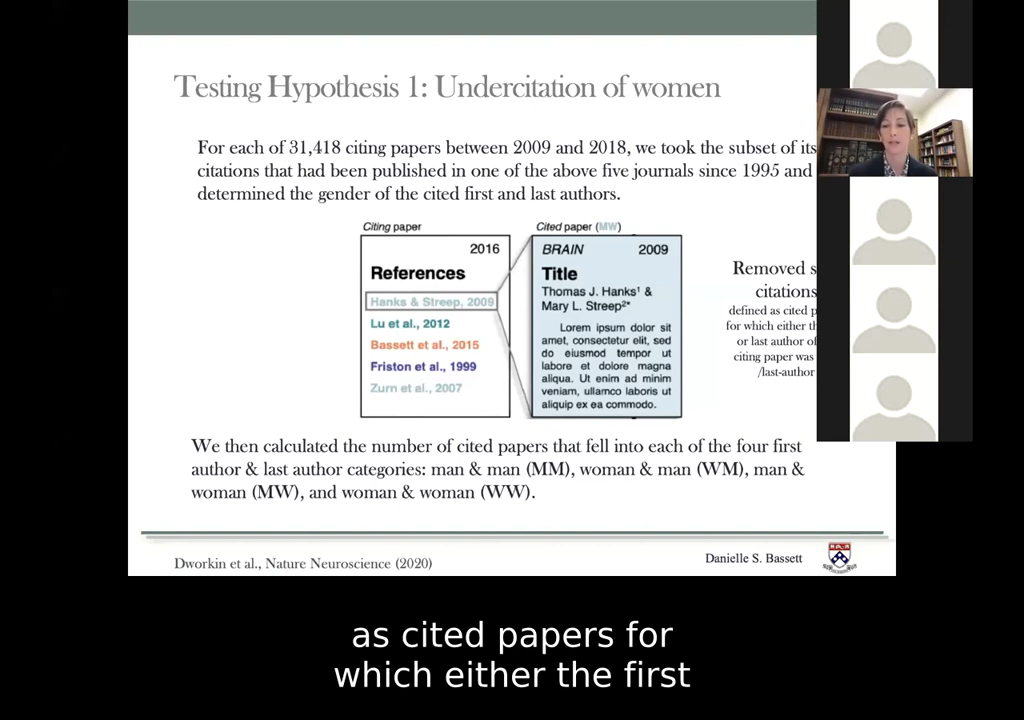 Testing Hypothesis 1: Undercitation of women
For each of 31,418 citing papers between 2009 and 2018, we took the subset of its
citations that had been published in one of the above five journals since 1995 and
determined the gender of the cited first and last authors.
Citing paper
2016
References
Hanks & Streep, 2009
Lu et al., 2012
Bassett et al., 2015
Friston et al., 1999
Zurn et al., 2007
Cited paper (MW)
BRAIN 2009
Title
Thomas J. Hanks¹ &
Mary L. Streep²*
Lorem ipsum dolor sit
amet, consectetur elit, sed
do eiusmod tempor ut
labore et dolore magna
aliqua. Ut enim ad minim
veniam, ullamco laboris ut
aliquip ex ea commodo.
Removed s
citations
defined as cited p
for which either th
or last author of
citing paper was
/last-author
We then calculated the number of cited papers that fell into each of the four first
author & last author categories: man & man (MM), woman & man (WM), man &
woman (MW), and woman & woman (WW).
Dworkin et al., Nature Neuroscience (2020)
Danielle S. Bassett
as cited papers for
which either the first